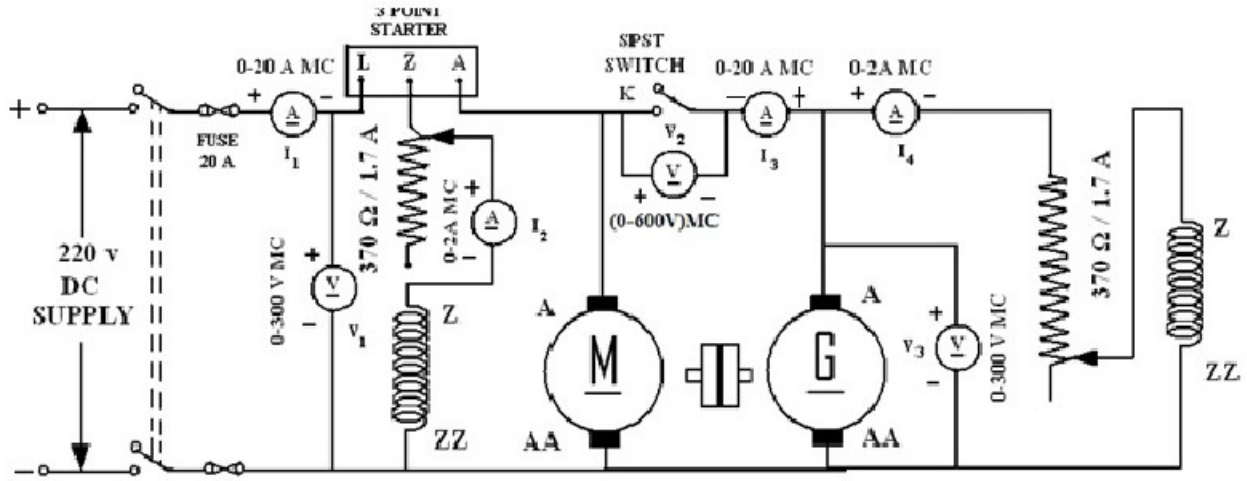 3 POINT
STARTER
L Z A
0-20 A MC
+ -
A
I1
FUSE
20 A
+
220 v
DC
SUPPLY
-
370 Ω / 1.7 A
0-2A MC
+
A
-
I2
0-300 V MC
+
V
-
V1
Z
ZZ
SPST
SWITCH
K
V2
+ V -
(0-600V)MC
0-20 A MC
- A +
I3
0-2A MC
+ A -
I4
A
M
AA
A
G
AA
V3
+
V
-
0-300 V MC
370 Ω / 1.7 A
Z
ZZ